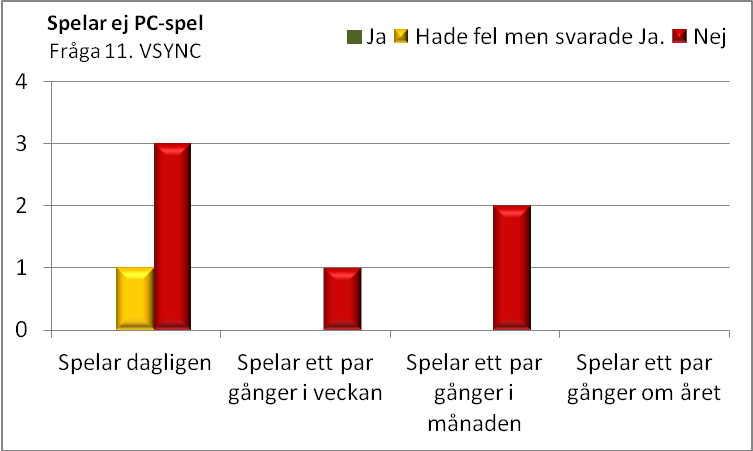 Spelar ej PC-spel
Fråga 11. VSYNC
Ja
Hade fel men svarade Ja.
Nej
4
3
2
1
0
Spelar dagligen
Spelar ett par
gånger i veckan
Spelar ett par
gånger i
månaden
Spelar ett par
gånger om året